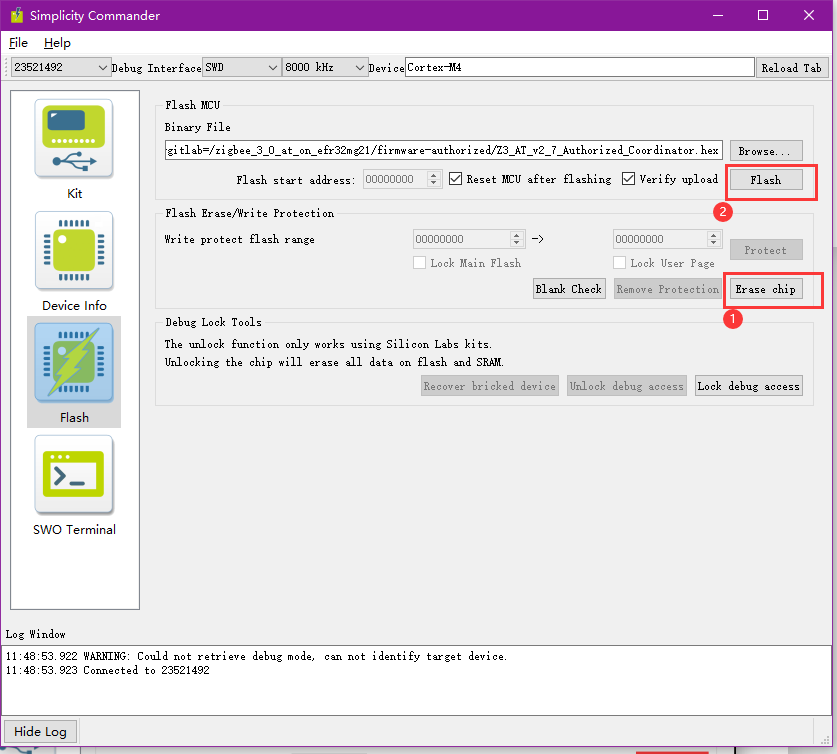 Simplicity Commander
File Help
23521492 Debug Interface SWD 8000 kHz Device Cortex-M4 Reload Tab
Kit
Device Info
Flash
SWO Terminal
Flash MCU
Binary File
gitlab=/zigbee_3_0_at_on_efr32mg21/firmware-authorized/Z3_AT_v2_7_Authorized_Coordinator.hex Browse...
Flash start address: 00000000 Reset MCU after flashing Verify upload Flash
2
Flash Erase/Write Protection
Write protect flash range 00000000 -> 00000000 Protect
Lock Main Flash Lock User Page
Blank Check Remove Protection Erase chip
1
Debug Lock Tools
The unlock function only works using Silicon Labs kits.
Unlocking the chip will erase all data on flash and SRAM.
Recover bricked device Unlock debug access Lock debug access
Log Window
11:48:53.922 WARNING: Could not retrieve debug mode, can not identify target device.
11:48:53.923 Connected to 23521492
Hide Log